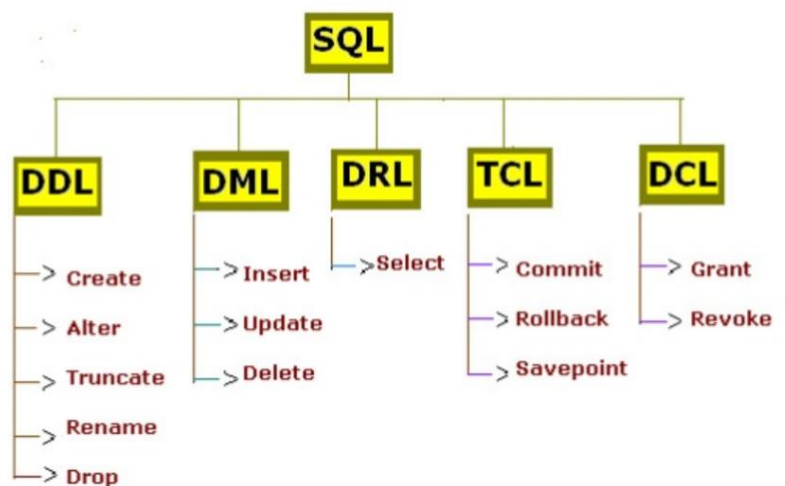 SQL
DDL
DML
DRL
TCL
DCL
Create
Alter
Truncate
Rename
Drop
Insert
Update
Delete
Select
Commit
Rollback
Savepoint
Grant
Revoke